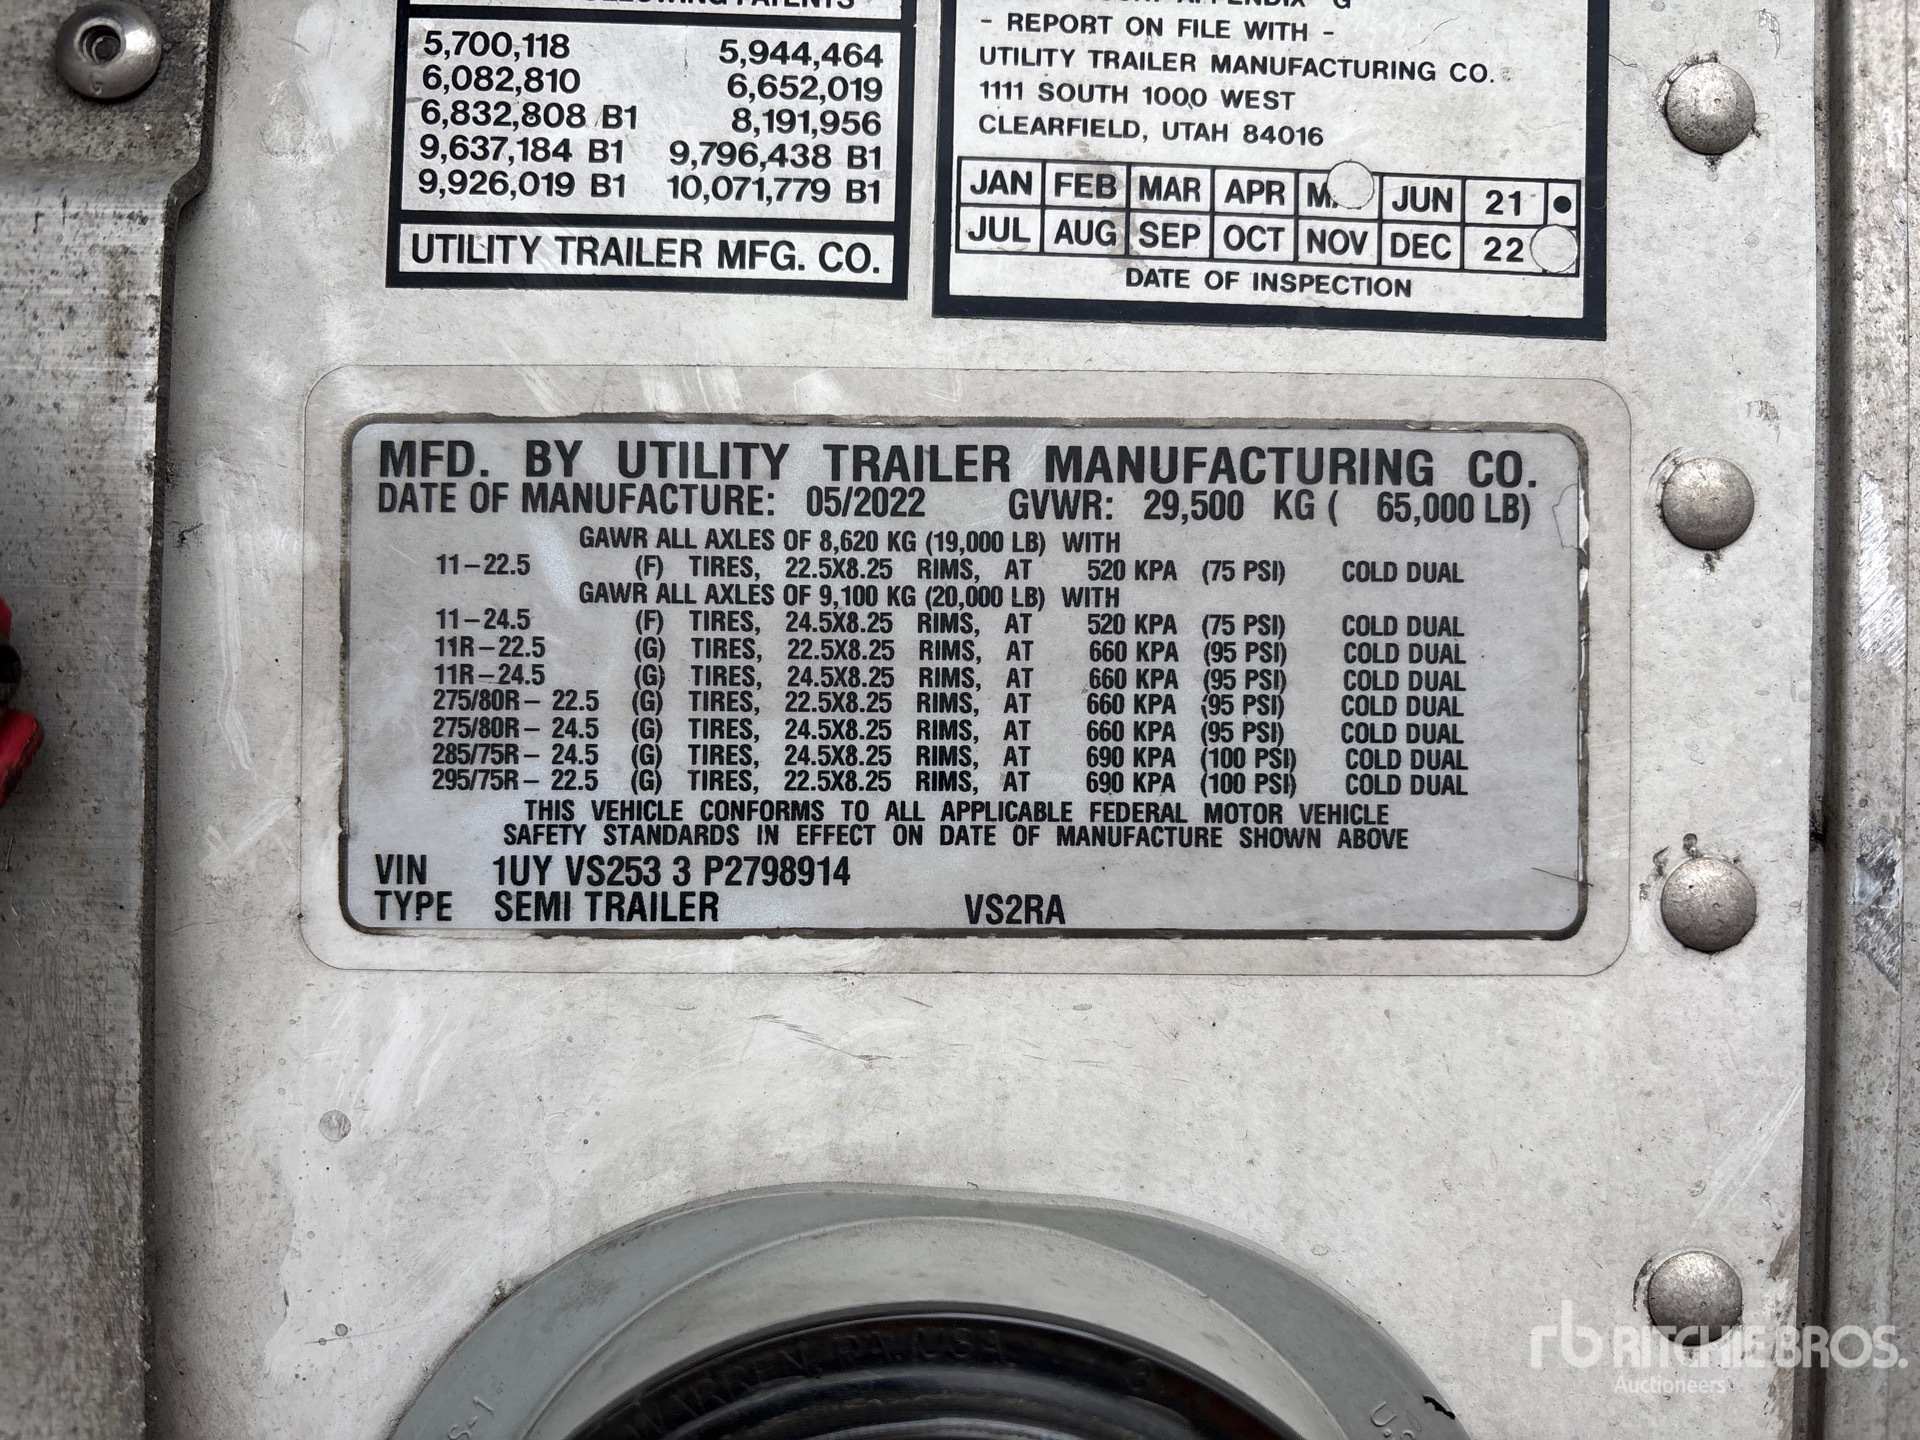 FOLLOWING PATENTS
5,700,118 5,944,464
6,082,810 6,652,019
6,832,808 B1 8,191,956
9,637,184 B1 9,796,438 B1
9,926,019 B1 10,071,779 B1
UTILITY TRAILER MFG. CO.
APPENDIX G
- REPORT ON FILE WITH -
UTILITY TRAILER MANUFACTURING CO.
1111 SOUTH 1000 WEST
CLEARFIELD, UTAH 84016
JAN FEB MAR APR JUN 21
JUL AUG SEP OCT NOV DEC 22
DATE OF INSPECTION
MFD. BY UTILITY TRAILER MANUFACTURING CO.
DATE OF MANUFACTURE: 05/2022 GVWR: 29,500 KG ( 65,000 LB)
GAWR ALL AXLES OF 8,620 KG (19,000 LB) WITH
11-22.5 (F) TIRES, 22.5X8.25 RIMS, AT 520 KPA (75 PSI) COLD DUAL
GAWR ALL AXLES OF 9,100 KG (20,000 LB) WITH
11-24.5 (F) TIRES, 24.5X8.25 RIMS, AT 520 KPA (75 PSI) COLD DUAL
11R-22.5 (G) TIRES, 22.5X8.25 RIMS, AT 660 KPA (95 PSI) COLD DUAL
11R-24.5 (G) TIRES, 24.5X8.25 RIMS, AT 660 KPA (95 PSI) COLD DUAL
275/80R- 22.5 (G) TIRES, 22.5X8.25 RIMS, AT 660 KPA (95 PSI) COLD DUAL
275/80R- 24.5 (G) TIRES, 24.5X8.25 RIMS, AT 660 KPA (95 PSI) COLD DUAL
285/75R- 24.5 (G) TIRES, 24.5X8.25 RIMS, AT 690 KPA (100 PSI) COLD DUAL
295/75R- 22.5 (G) TIRES, 22.5X8.25 RIMS, AT 690 KPA (100 PSI) COLD DUAL
THIS VEHICLE CONFORMS TO ALL APPLICABLE FEDERAL MOTOR VEHICLE
SAFETY STANDARDS IN EFFECT ON DATE OF MANUFACTURE SHOWN ABOVE
VIN 1UY VS253 3 P2798914
TYPE SEMI TRAILER VS2RA
WARREN, PA. USA.
S-1
rb RITCHIE BROS.
Auctioneers